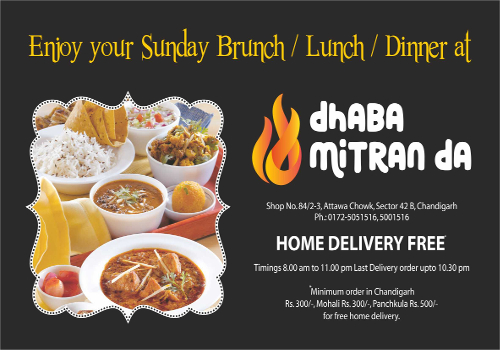 Enjoy your Sunday Brunch / Lunch / Dinner at
dhaba
mitran da
Shop No. 84/2-3, Attawa Chowk, Sector 42 B, Chandigarh
Ph.: 0172-5051516, 5001516
HOME DELIVERY FREE*
Timings 8.00 am to 11.00 pm Last Delivery order upto 10.30 pm
*Minimum order in Chandigarh
Rs. 300/-, Mohali Rs. 300/-, Panchkula Rs. 500/-
for free home delivery.